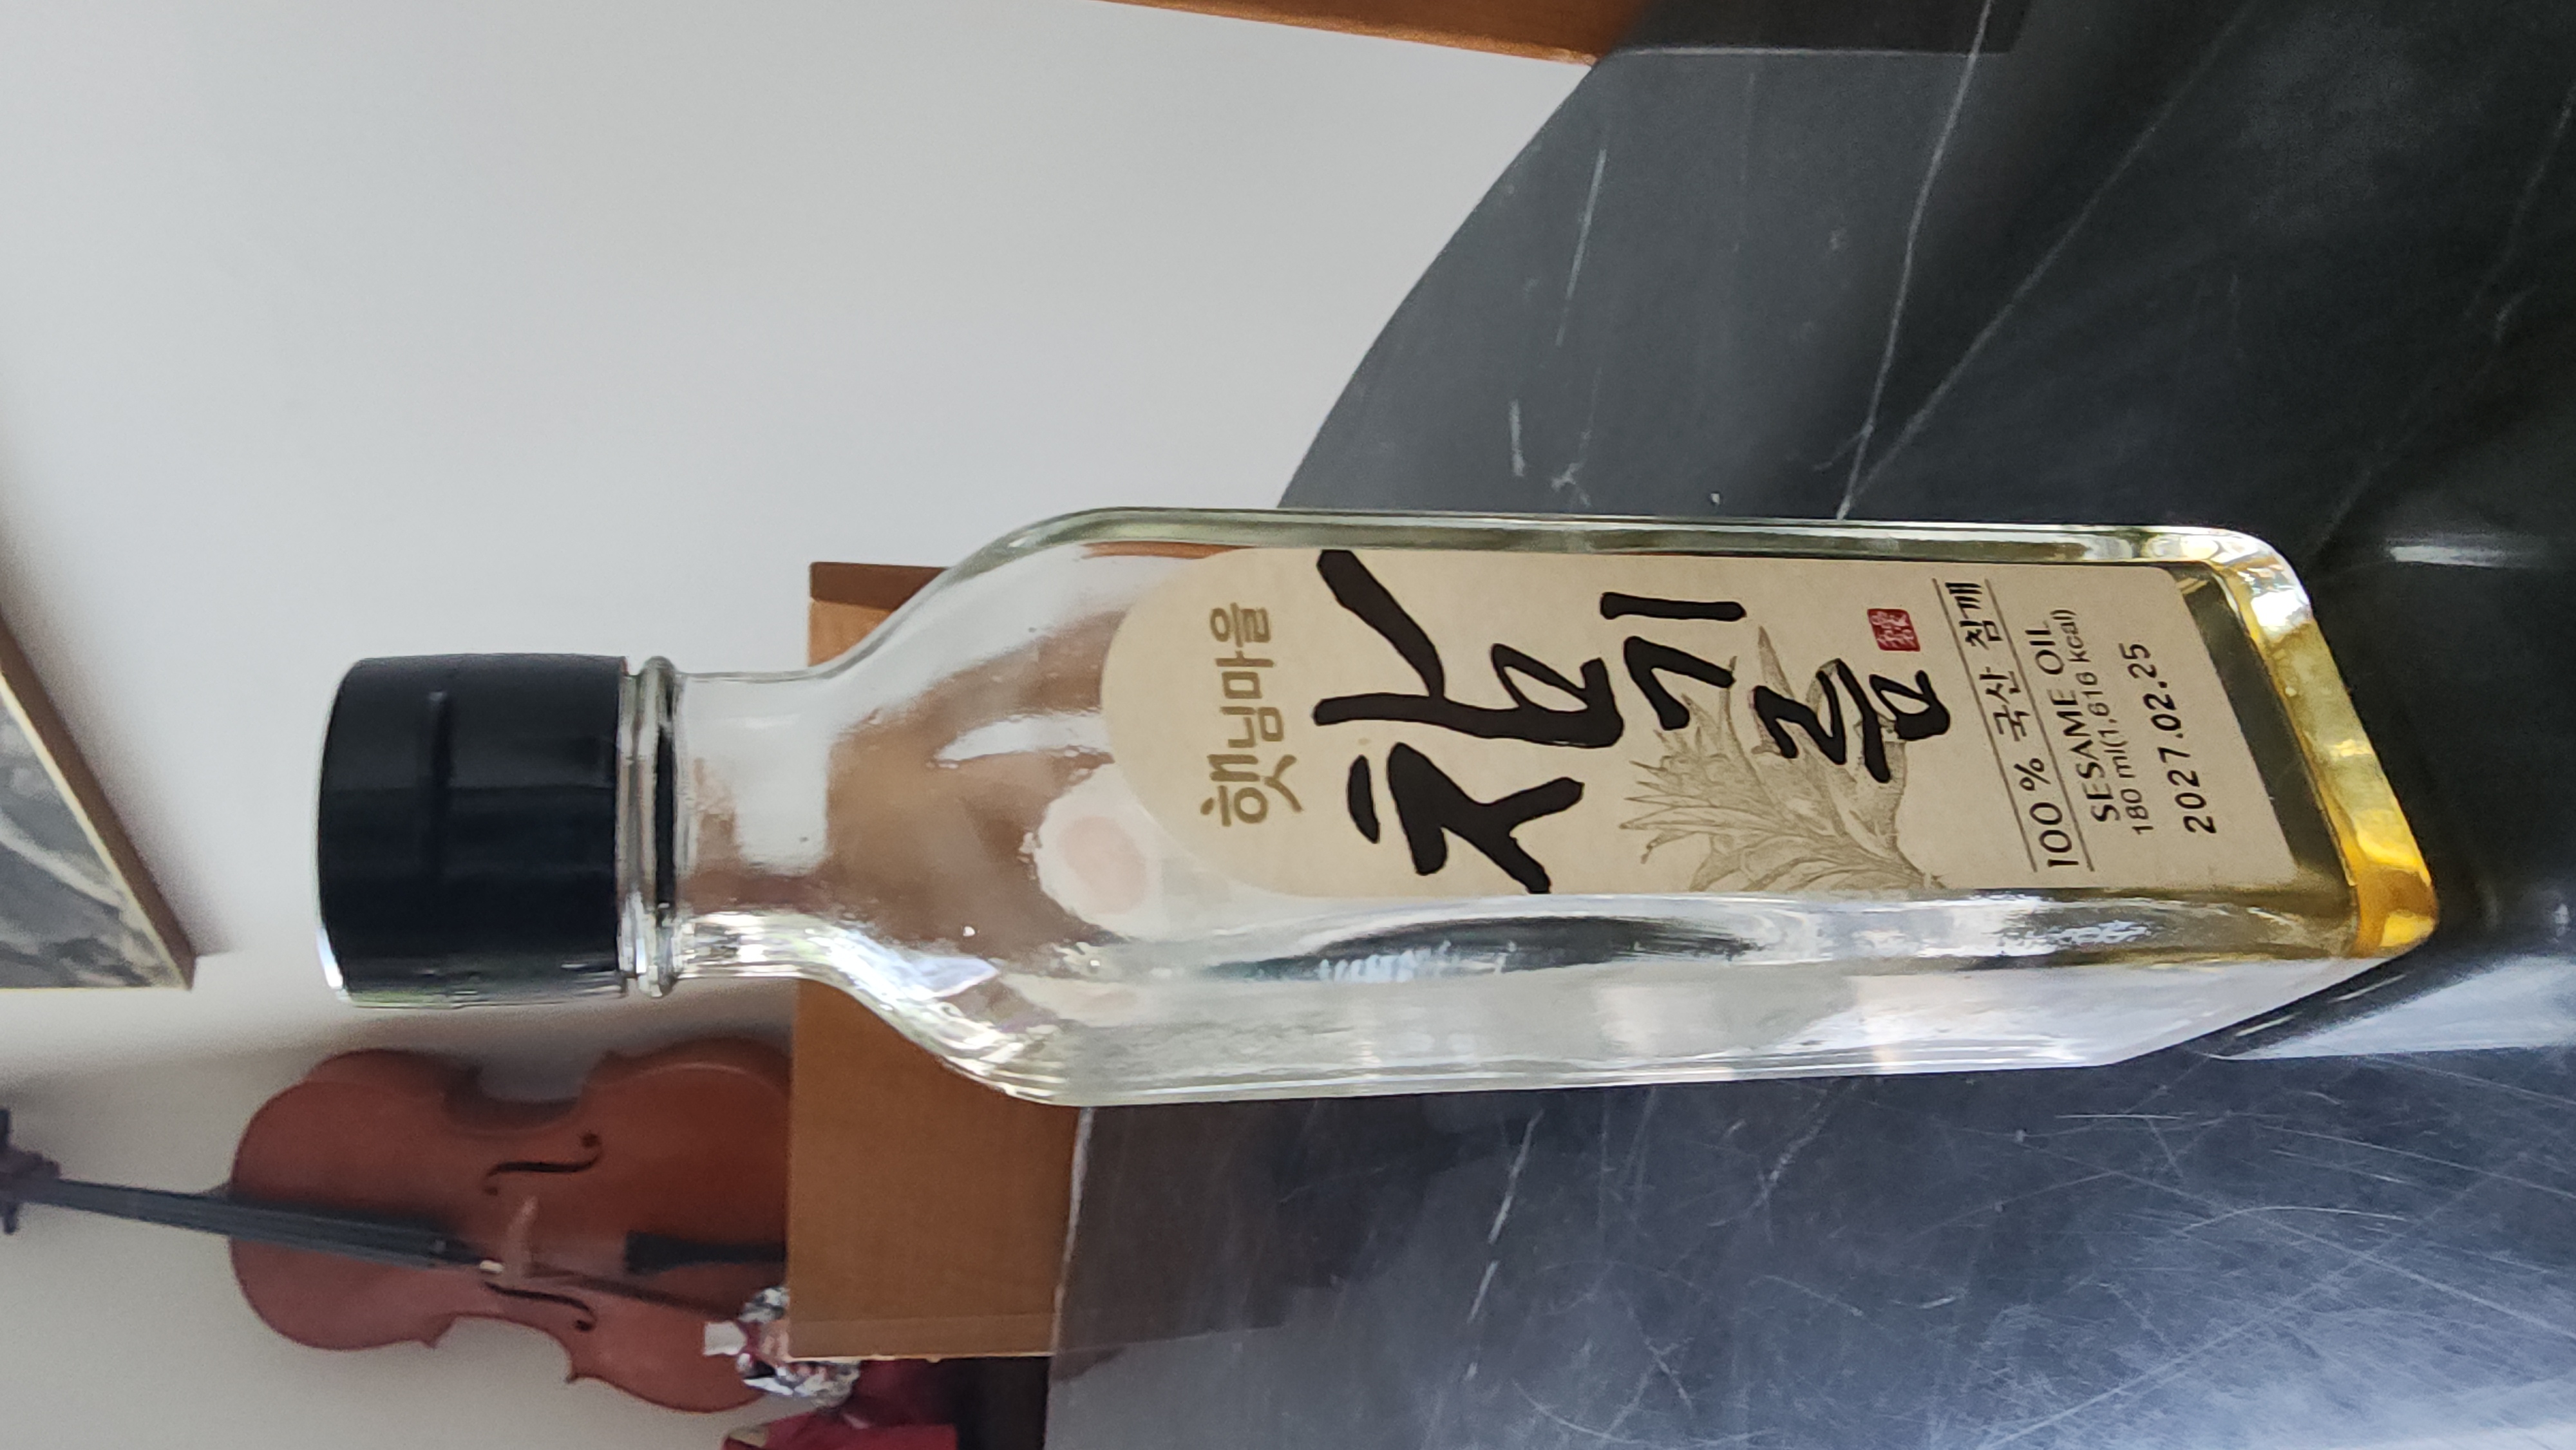 햇님마을
참기름
100% 국산 참깨
SESAME OIL
180 ml(1,616 kcal)
2027.02.25